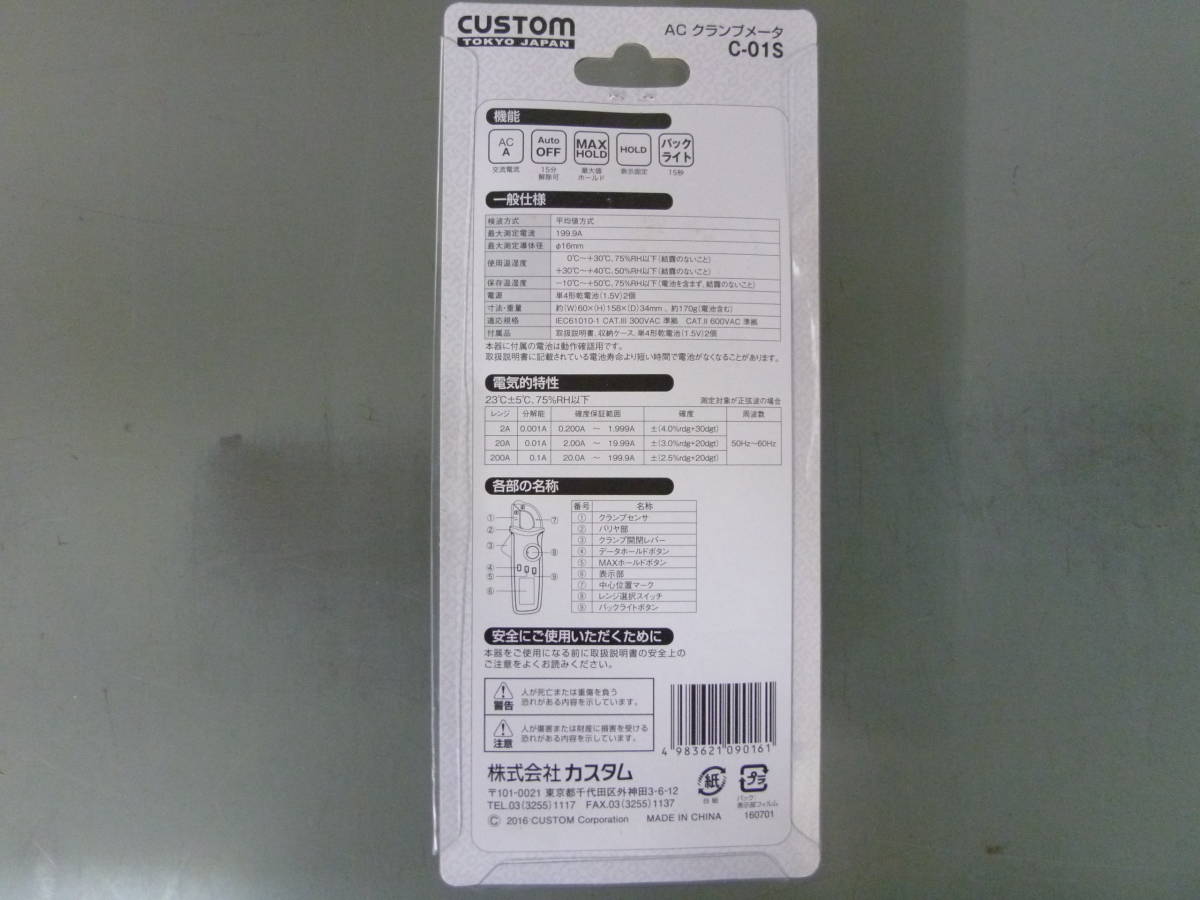 CUSTOM
TOKYO JAPAN
AC クランプメータ
C-01S
機能
AC A
Auto OFF
MAX HOLD
HOLD
バック ライト
交流電流
15分 解除可
最大値 ホールド
表示固定
15秒
一般仕様
検波方式 平均値方式
最大測定電流 199.9A
最大測定導体径 φ16mm
使用温湿度 0℃〜+30℃、75%RH以下(結露のないこと)
+30℃〜+40℃、50%RH以下(結露のないこと)
保存温湿度 −10℃〜+50℃、75%RH以下(電池を含まず、結露のないこと)
電源 単4形乾電池(1.5V)2個
寸法・重量 約(W)60×(H)158×(D)34mm 、約170g(電池含む)
適応規格 IEC61010-1 CAT.III 300VAC 準拠 CAT.II 600VAC 準拠
付属品 取扱説明書、収納ケース、単4形乾電池(1.5V)2個
本器に付属の電池は動作確認用です。
取扱説明書に記載されている電池寿命より短い時間で電池がなくなることがあります。
電気的特性
23℃±5℃、75%RH以下 測定対象が正弦波の場合
レンジ 分解能 確度保証範囲 確度 周波数
2A 0.001A 0.200A 〜 1.999A ±(4.0%rdg+30dgt)
20A 0.01A 2.00A 〜 19.99A ±(3.0%rdg+20dgt) 50Hz〜60Hz
200A 0.1A 20.0A 〜 199.9A ±(2.5%rdg+20dgt)
各部の名称
① ② ③ ④ ⑤ ⑥ ⑦ ⑧ ⑨
番号 名称
① クランプセンサ
② バリヤ部
③ クランプ開閉レバー
④ データホールドボタン
⑤ MAXホールドボタン
⑥ 表示部
⑦ 中心位置マーク
⑧ レンジ選択スイッチ
⑨ バックライトボタン
安全にご使用いただくために
本器をご使用になる前に取扱説明書の安全上の
ご注意をよくお読みください。
警告 人が死亡または重傷を負う
恐れがある内容を示しています。
注意 人が傷害または財産に損害を受ける
恐れがある内容を示しています。
4 983621 090161
株式会社 カスタム
〒101-0021 東京都千代田区外神田3-6-12
TEL.03(3255)1117 FAX.03(3255)1137
© 2016 CUSTOM Corporation MADE IN CHINA
紙
台紙
プラ
パック・
表示部フィルム
160701